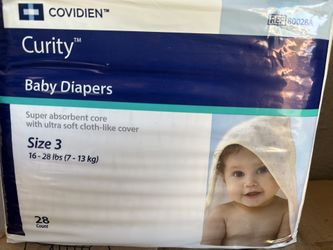 COVIDIEN™
REF 80028A
Curity™
Baby Diapers
Super absorbent core
with ultra soft cloth-like cover
Size 3
16 - 28 lbs (7 - 13 kg)
28
Count